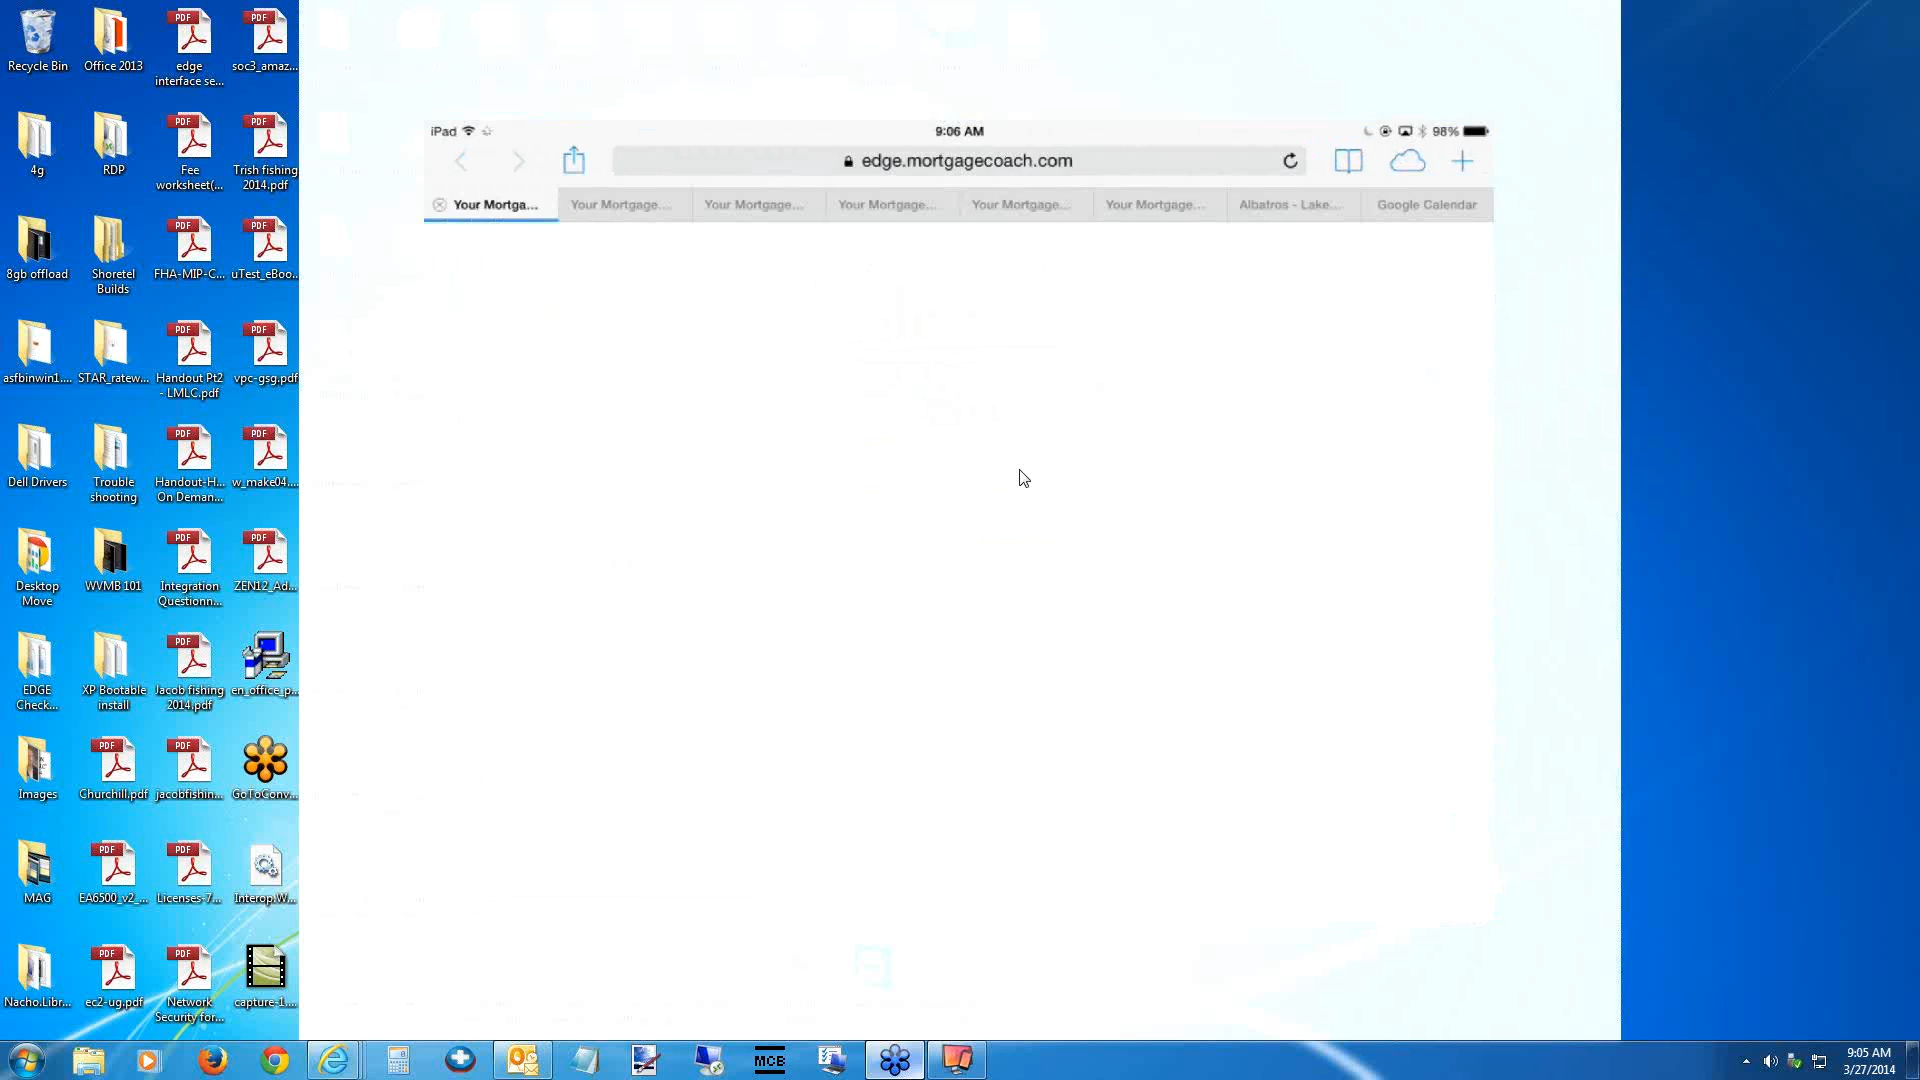 Recycle Bin
Office 2013
edge
interface se...
soc3_amaz...
4g
RDP
Fee
worksheet(...
Trish fishing
2014.pdf
8gb offload
Shoretel
Builds
FHA-MIP-C...
uTest_eBoo...
asfbinwin1....
STAR_ratew...
Handout Pt2
- LMLC.pdf
vpc-gsg.pdf
Dell Drivers
Trouble
shooting
Handout-H...
On Deman...
w_make04....
Desktop
Move
WVMB 101
Integration
Questionn...
ZEN12_Ad...
EDGE
Check...
XP Bootable
install
Jacob fishing
2014.pdf
en_office_p...
Images
Churchill.pdf
jacobfishin...
GoToConv...
MAG
EA6500_v2_...
Licenses-7...
Interop.W...
Nacho.Libr...
ec2-ug.pdf
Network
Security for...
capture-1....
iPad 9:06 AM 98%
edge.mortgagecoach.com
Your Mortga... Your Mortgage... Your Mortgage... Your Mortgage... Your Mortgage... Your Mortgage... Albatros - Lake... Google Calendar
MCB
9:05 AM
3/27/2014